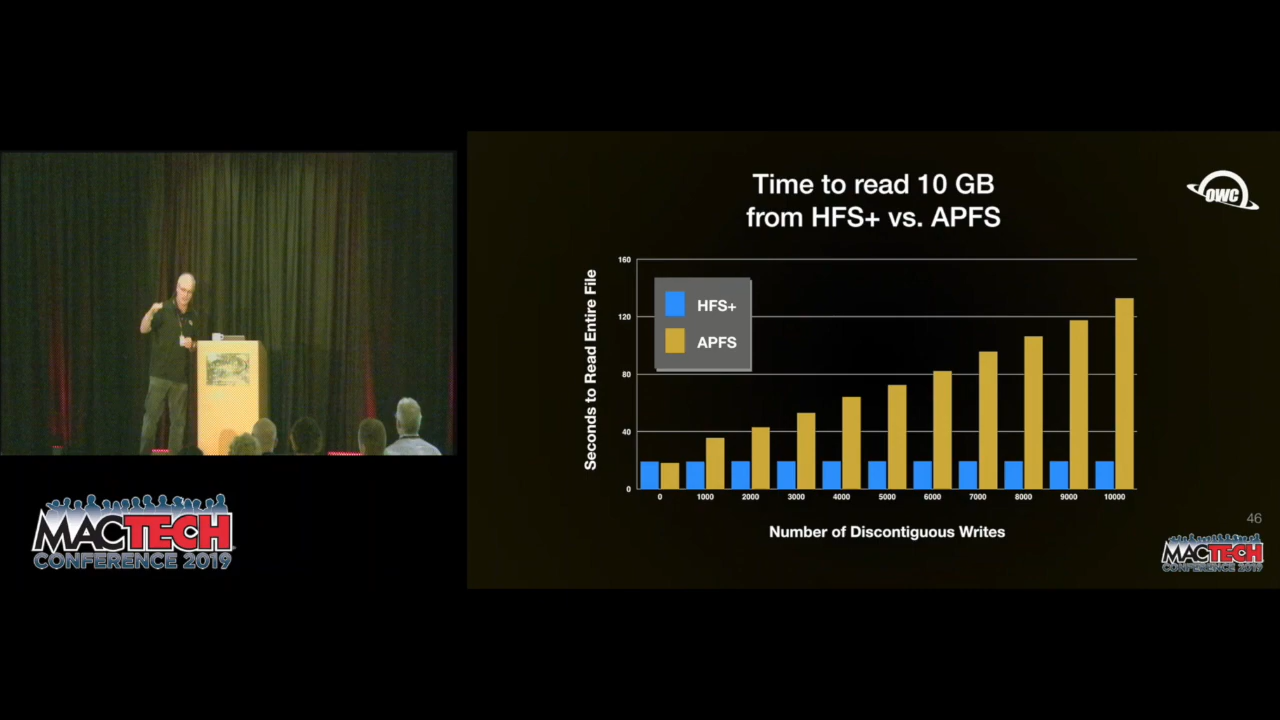 Time to read 10 GB
from HFS+ vs. APFS
OWC
Seconds to Read Entire File
160
120
80
40
0
HFS+
APFS
0 1000 2000 3000 4000 5000 6000 7000 8000 9000 10000
Number of Discontiguous Writes
46
MACTECH
CONFERENCE 2019
MACTECH
CONFERENCE 2019